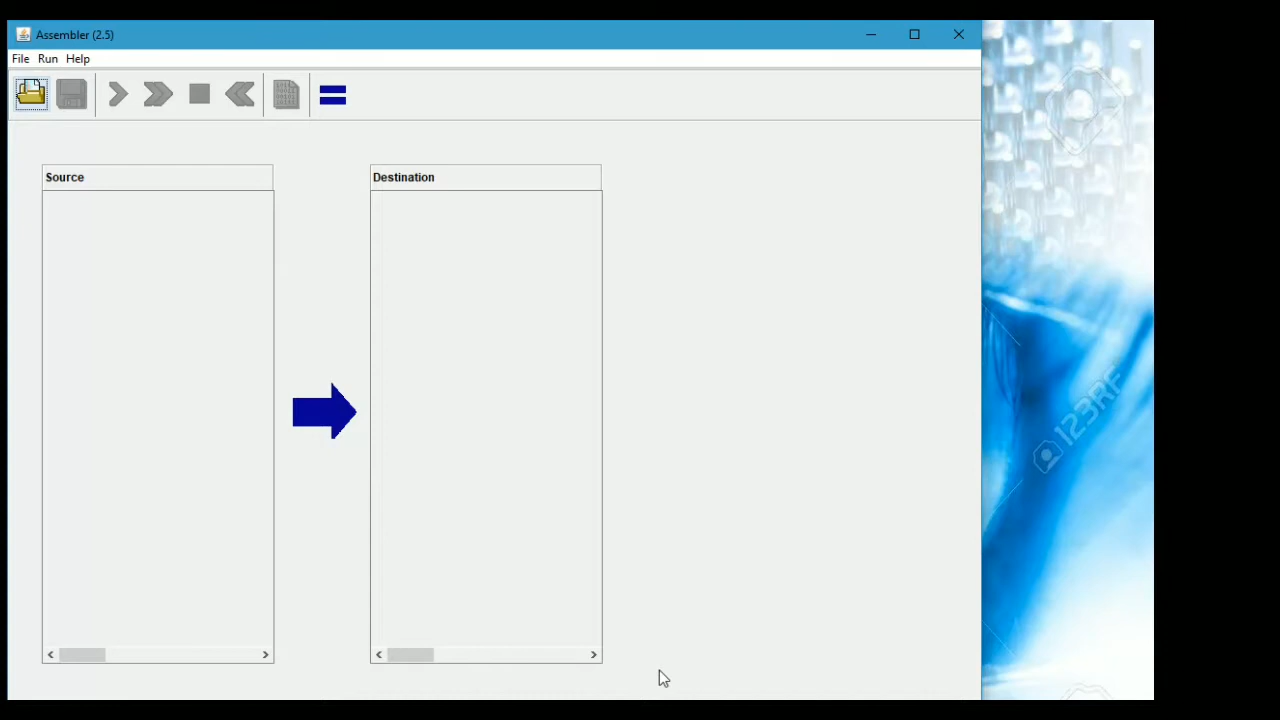 Assembler (2.5)
File Run Help
Source
Destination
123RF